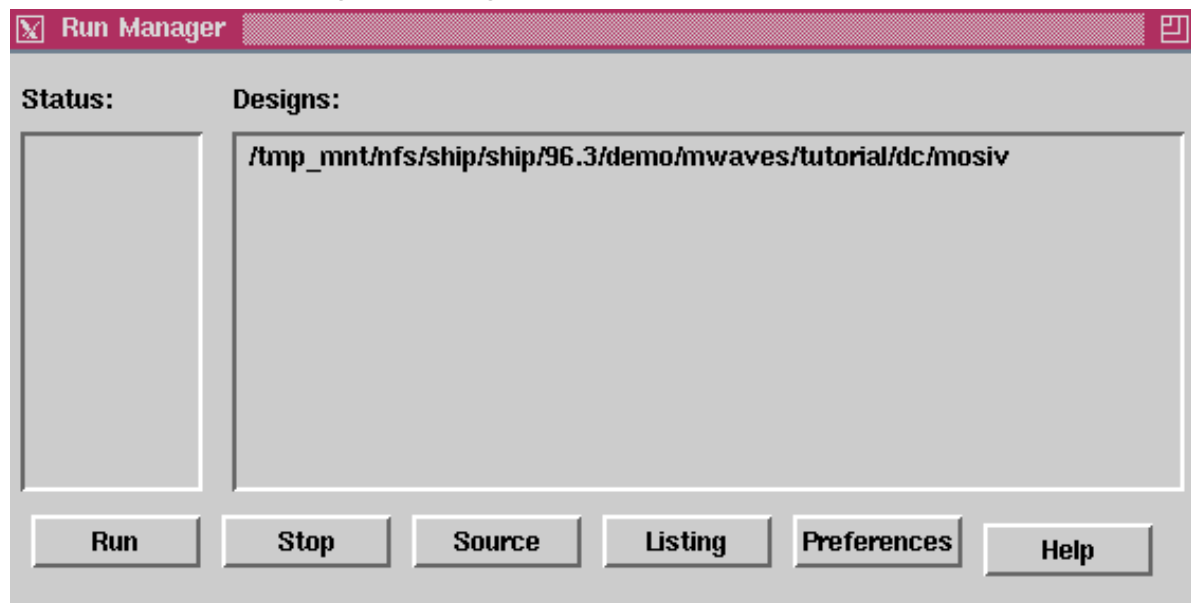 Run Manager
Status:
Designs:
/tmp_mnt/nfs/ship/ship/96.3/demo/mwaves/tutorial/dc/mosiv
Run
Stop
Source
Listing
Preferences
Help